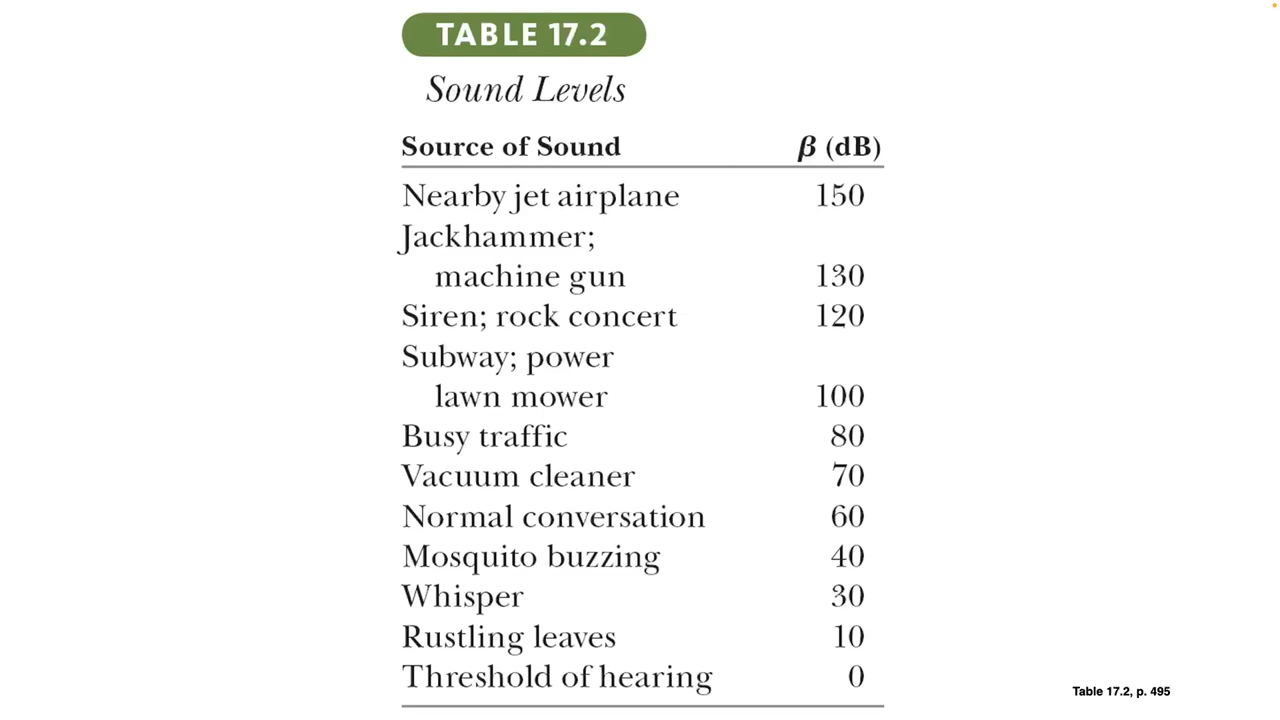 TABLE 17.2
Sound Levels
Source of Sound β (dB)
Nearby jet airplane 150
Jackhammer;
machine gun 130
Siren; rock concert 120
Subway; power
lawn mower 100
Busy traffic 80
Vacuum cleaner 70
Normal conversation 60
Mosquito buzzing 40
Whisper 30
Rustling leaves 10
Threshold of hearing 0
Table 17.2, p. 495